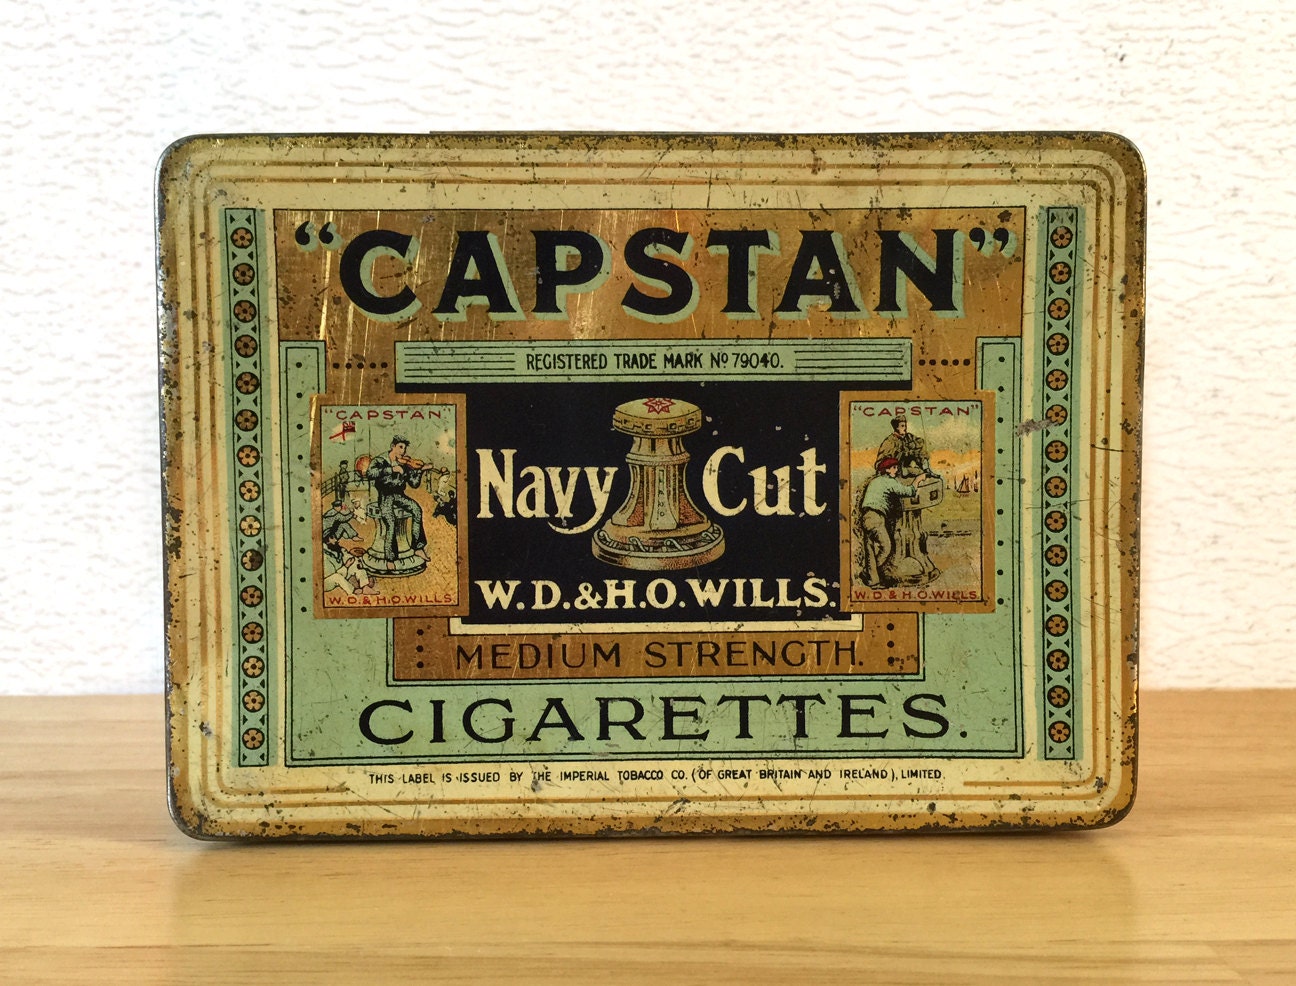 "CAPSTAN"
REGISTERED TRADE MARK No 79040.
"CAPSTAN"
W.D.& H.O.WILLS.
Navy Cut
W.D.&H.O.WILLS.
"CAPSTAN"
W.D.& H.O.WILLS.
MEDIUM STRENGTH.
CIGARETTES.
THIS LABEL IS ISSUED BY THE IMPERIAL TOBACCO CO. (OF GREAT BRITAIN AND IRELAND), LIMITED.